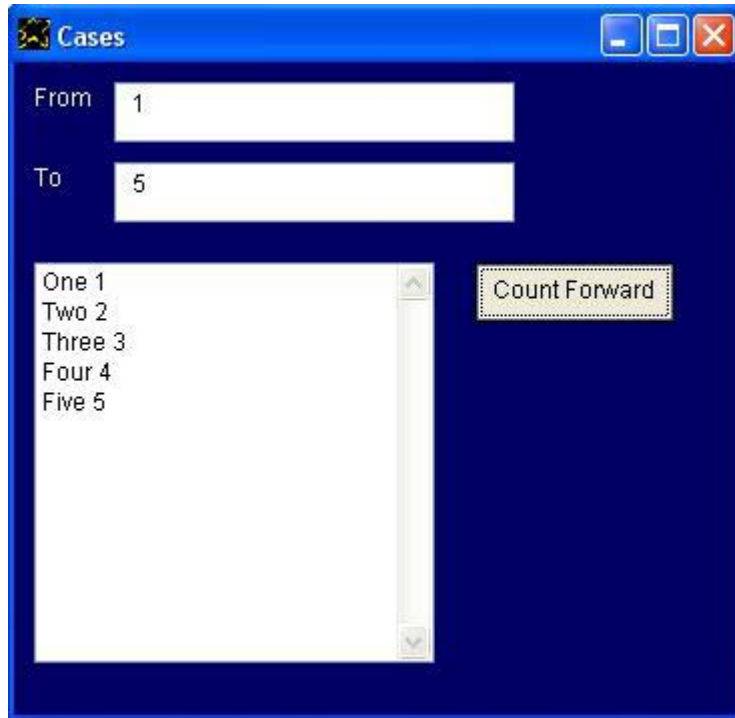 Cases
From 1
To 5
One 1
Two 2
Three 3
Four 4
Five 5
Count Forward